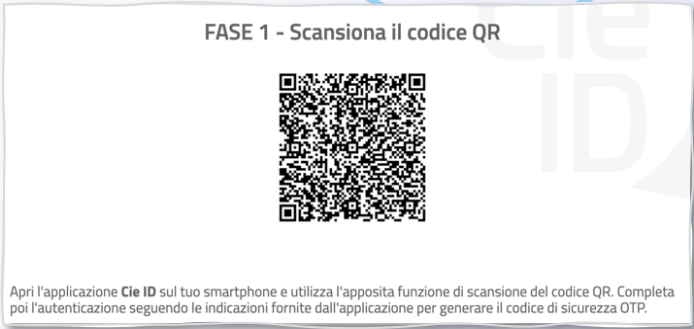 FASE 1 - Scansiona il codice QR
Cie
ID
Apri l'applicazione Cie ID sul tuo smartphone e utilizza l'apposita funzione di scansione del codice QR. Completa
poi l'autenticazione seguendo le indicazioni fornite dall'applicazione per generare il codice di sicurezza OTP.